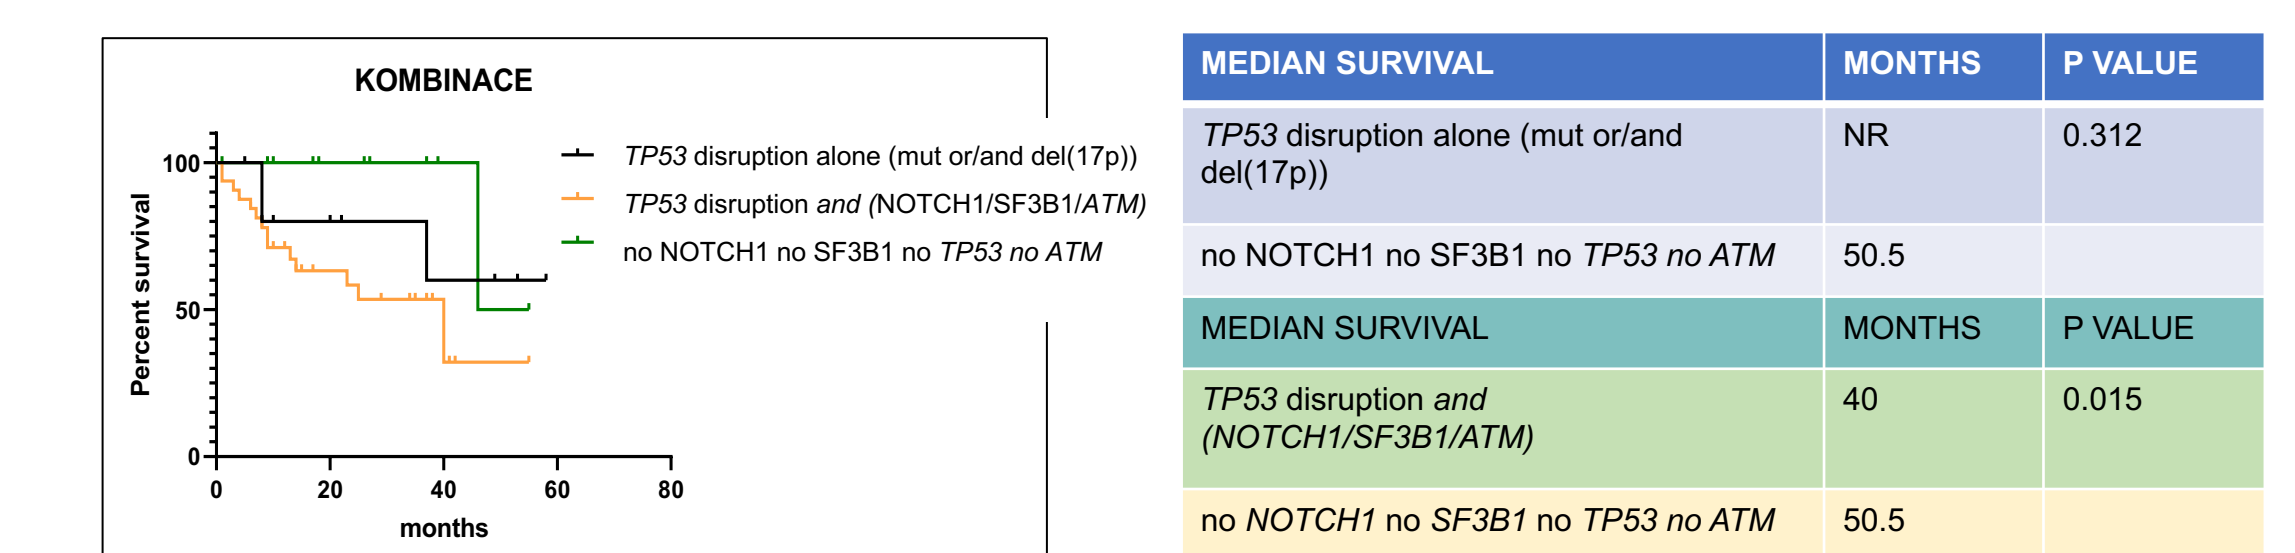 KOMBINACE
Percent survival
100
50
0
0 20 40 60 80
months
TP53 disruption alone (mut or/and del(17p))
TP53 disruption and (NOTCH1/SF3B1/ATM)
no NOTCH1 no SF3B1 no TP53 no ATM
MEDIAN SURVIVAL MONTHS P VALUE
TP53 disruption alone (mut or/and NR 0.312
del(17p))
no NOTCH1 no SF3B1 no TP53 no ATM 50.5
MEDIAN SURVIVAL MONTHS P VALUE
TP53 disruption and 40 0.015
(NOTCH1/SF3B1/ATM)
no NOTCH1 no SF3B1 no TP53 no ATM 50.5